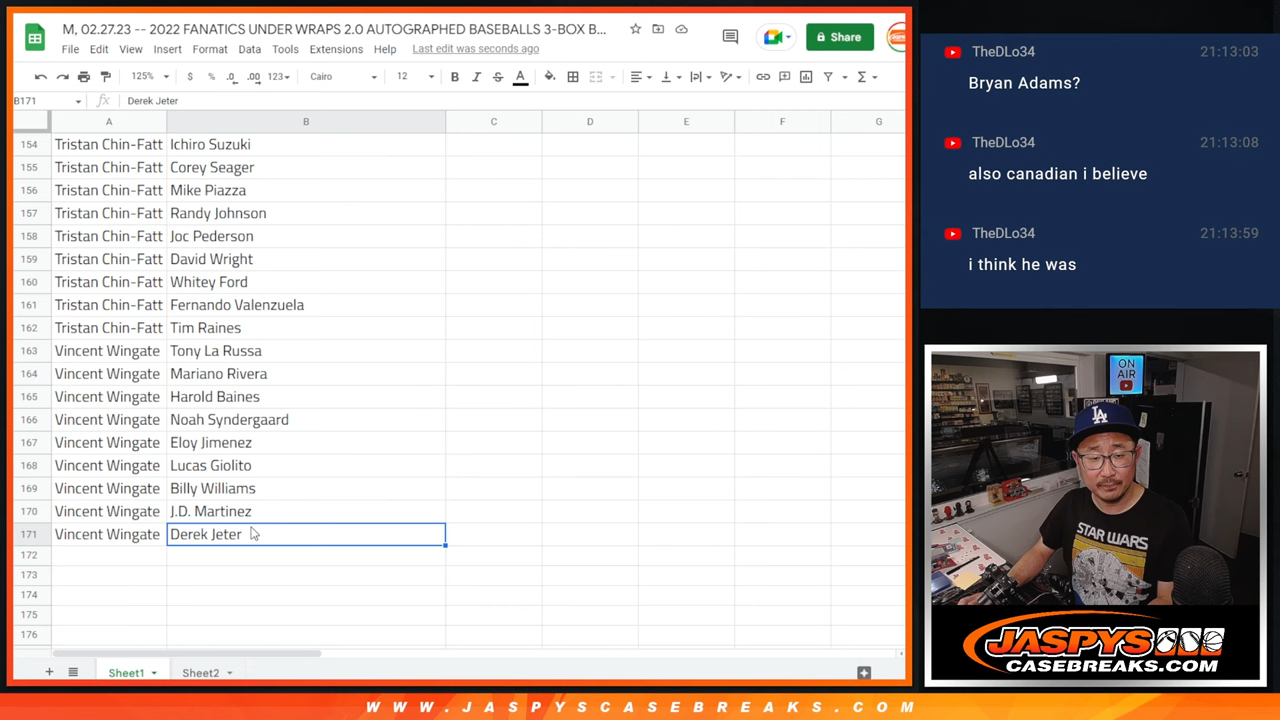 M, 02.27.23 -- 2022 FANATICS UNDER WRAPS 2.0 AUTOGRAPHED BASEBALLS 3-BOX B...
File Edit View Insert Format Data Tools Extensions Help Last edit was seconds ago
Share
125% $ % .0 .00 123 Cairo 12 B I S A
B171 fx Derek Jeter
A B C D E F G
154 Tristan Chin-Fatt Ichiro Suzuki
155 Tristan Chin-Fatt Corey Seager
156 Tristan Chin-Fatt Mike Piazza
157 Tristan Chin-Fatt Randy Johnson
158 Tristan Chin-Fatt Joc Pederson
159 Tristan Chin-Fatt David Wright
160 Tristan Chin-Fatt Whitey Ford
161 Tristan Chin-Fatt Fernando Valenzuela
162 Tristan Chin-Fatt Tim Raines
163 Vincent Wingate Tony La Russa
164 Vincent Wingate Mariano Rivera
165 Vincent Wingate Harold Baines
166 Vincent Wingate Noah Syndergaard
167 Vincent Wingate Eloy Jimenez
168 Vincent Wingate Lucas Giolito
169 Vincent Wingate Billy Williams
170 Vincent Wingate J.D. Martinez
171 Vincent Wingate Derek Jeter
172
173
174
175
176
Sheet1 Sheet2
TheDLo34 21:13:03
Bryan Adams?
TheDLo34 21:13:08
also canadian i believe
TheDLo34 21:13:59
i think he was
ON AIR
LA
STAR WARS
JASPYS
CASEBREAKS.COM
WWW.JASPYSCASEBREAKS.COM